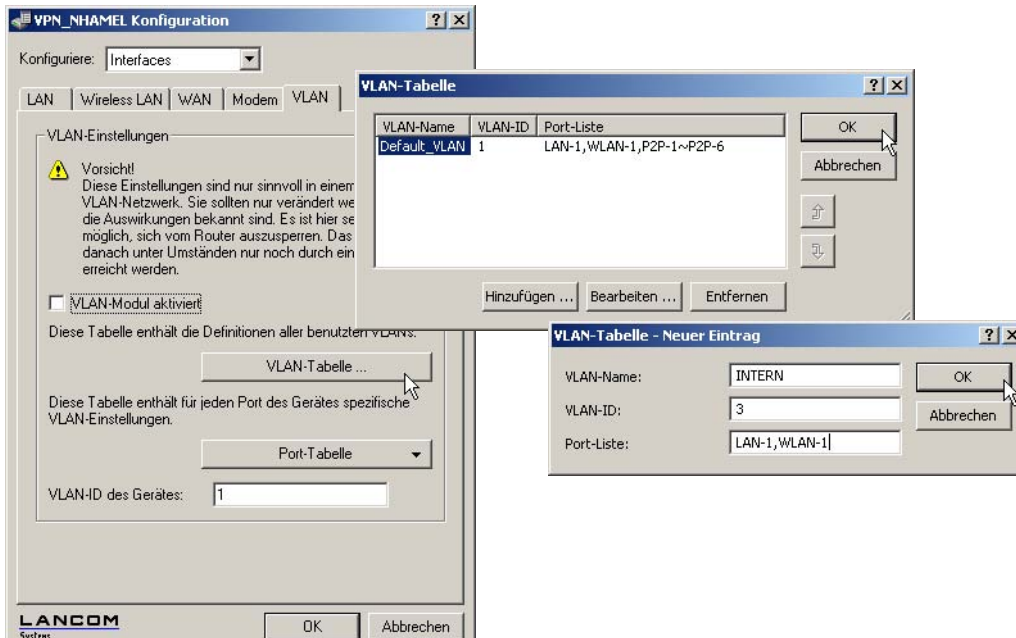 VPN_NHAMEL Konfiguration
Konfiguriere: Interfaces
LAN Wireless LAN WAN Modem VLAN
VLAN-Einstellungen
Vorsicht!
Diese Einstellungen sind nur sinnvoll in einem
VLAN-Netzwerk. Sie sollten nur verändert we
die Auswirkungen bekannt sind. Es ist hier se
möglich, sich vom Router auszusperren. Das
danach unter Umständen nur noch durch ein
erreicht werden.
VLAN-Modul aktiviert
Diese Tabelle enthält die Definitionen aller benutzten VLANs.
VLAN-Tabelle ...
Diese Tabelle enthält für jeden Port des Gerätes spezifische
VLAN-Einstellungen.
Port-Tabelle
VLAN-ID des Gerätes: 1
LANCOM
Systems
OK Abbrechen
VLAN-Tabelle
VLAN-Name VLAN-ID Port-Liste
Default_VLAN 1 LAN-1,WLAN-1,P2P-1~P2P-6
OK
Abbrechen
Hinzufügen ... Bearbeiten ... Entfernen
VLAN-Tabelle - Neuer Eintrag
VLAN-Name: INTERN
VLAN-ID: 3
Port-Liste: LAN-1,WLAN-1
OK
Abbrechen